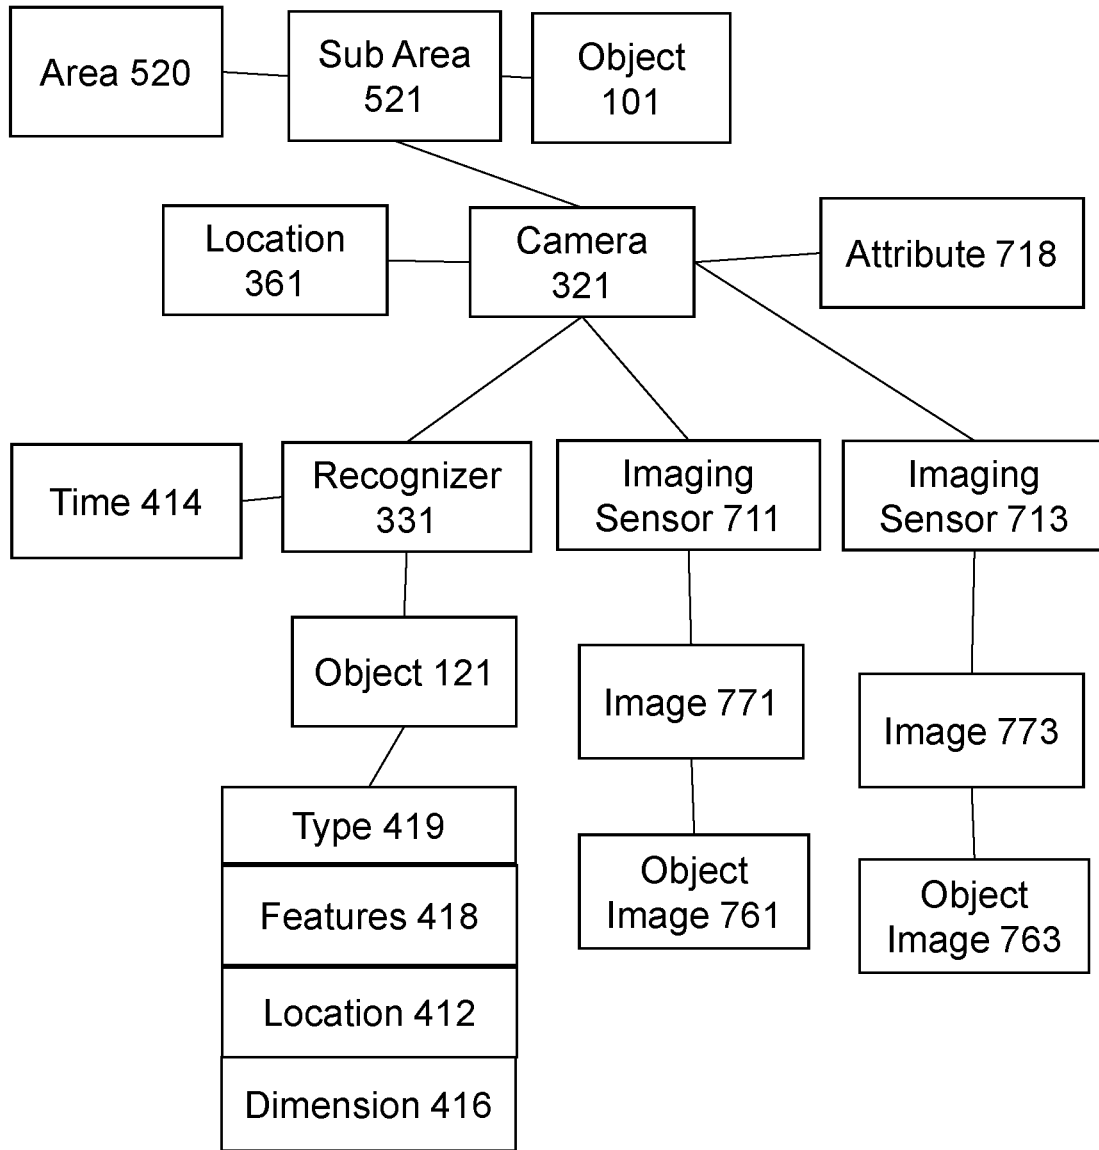 Area 520
Sub Area
521
Object
101
Location
361
Camera
321
Attribute 718
Time 414
Recognizer
331
Imaging
Sensor 711
Imaging
Sensor 713
Object 121
Image 771
Image 773
Type 419
Features 418
Location 412
Dimension 416
Object
Image 761
Object
Image 763